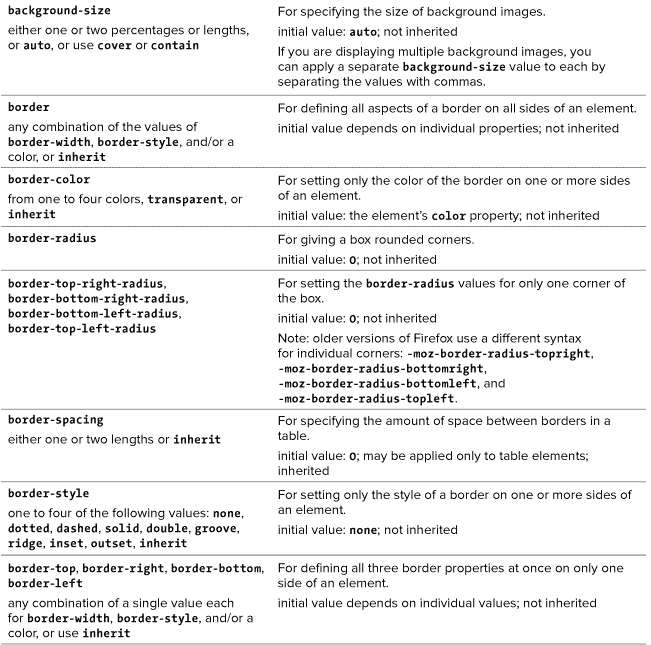 background-size
either one or two percentages or lengths,
or auto, or use cover or contain
For specifying the size of background images.
initial value: auto; not inherited
If you are displaying multiple background images, you
can apply a separate background-size value to each by
separating the values with commas.
border
any combination of the values of
border-width, border-style, and/or a
color, or inherit
For defining all aspects of a border on all sides of an element.
initial value depends on individual properties; not inherited
border-color
from one to four colors, transparent, or
inherit
For setting only the color of the border on one or more sides
of an element.
initial value: the element's color property; not inherited
border-radius
For giving a box rounded corners.
initial value: 0; not inherited
border-top-right-radius,
border-bottom-right-radius,
border-bottom-left-radius,
border-top-left-radius
For setting the border-radius values for only one corner of
the box.
initial value: 0; not inherited
Note: older versions of Firefox use a different syntax
for individual corners: -moz-border-radius-topright,
-moz-border-radius-bottomright,
-moz-border-radius-bottomleft, and
-moz-border-radius-topleft.
border-spacing
either one or two lengths or inherit
For specifying the amount of space between borders in a
table.
initial value: 0; may be applied only to table elements;
inherited
border-style
one to four of the following values: none,
dotted, dashed, solid, double, groove,
ridge, inset, outset, inherit
For setting only the style of a border on one or more sides of
an element.
initial value: none; not inherited
border-top, border-right, border-bottom,
border-left
any combination of a single value each
for border-width, border-style, and/or a
color, or use inherit
For defining all three border properties at once on only one
side of an element.
initial value depends on individual values; not inherited